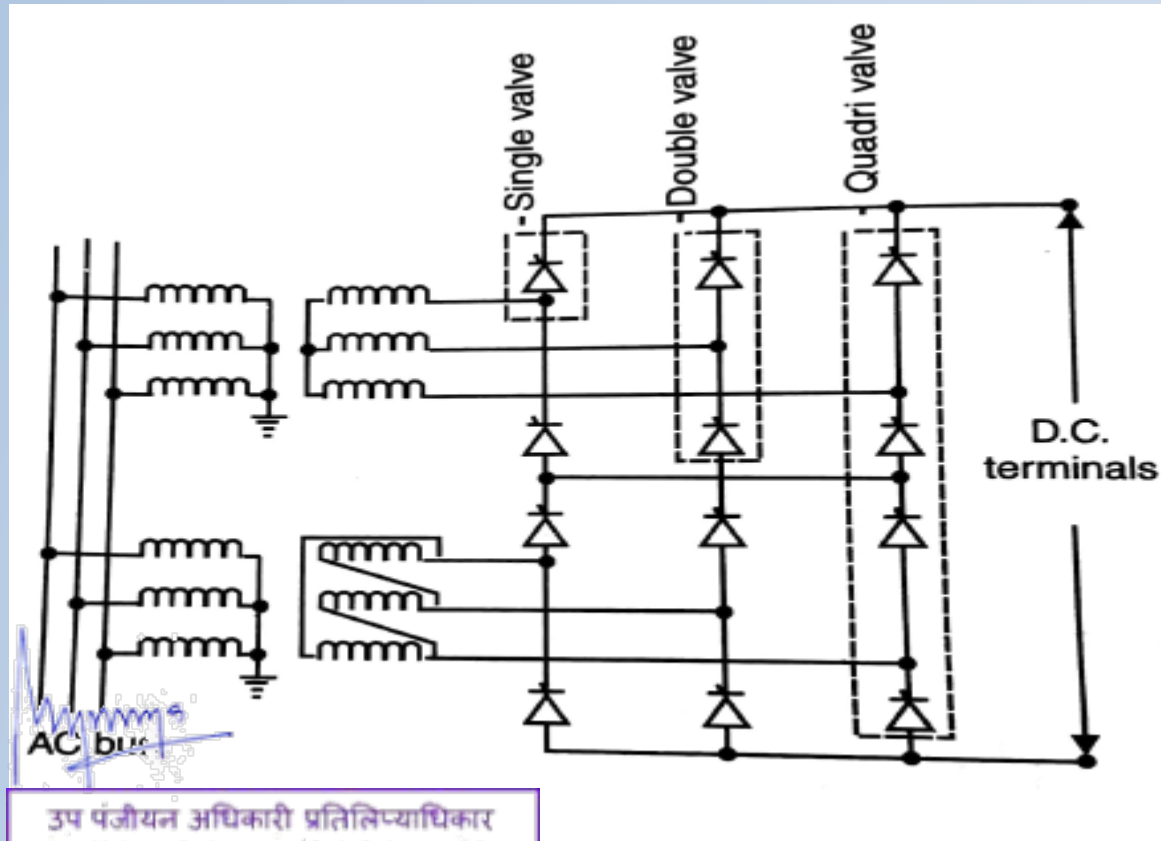 Single valve
Double valve
Quadri valve
D.C.
terminals
AC bus
उप पंजीयन अधिकारी प्रतिलिप्याधिकार